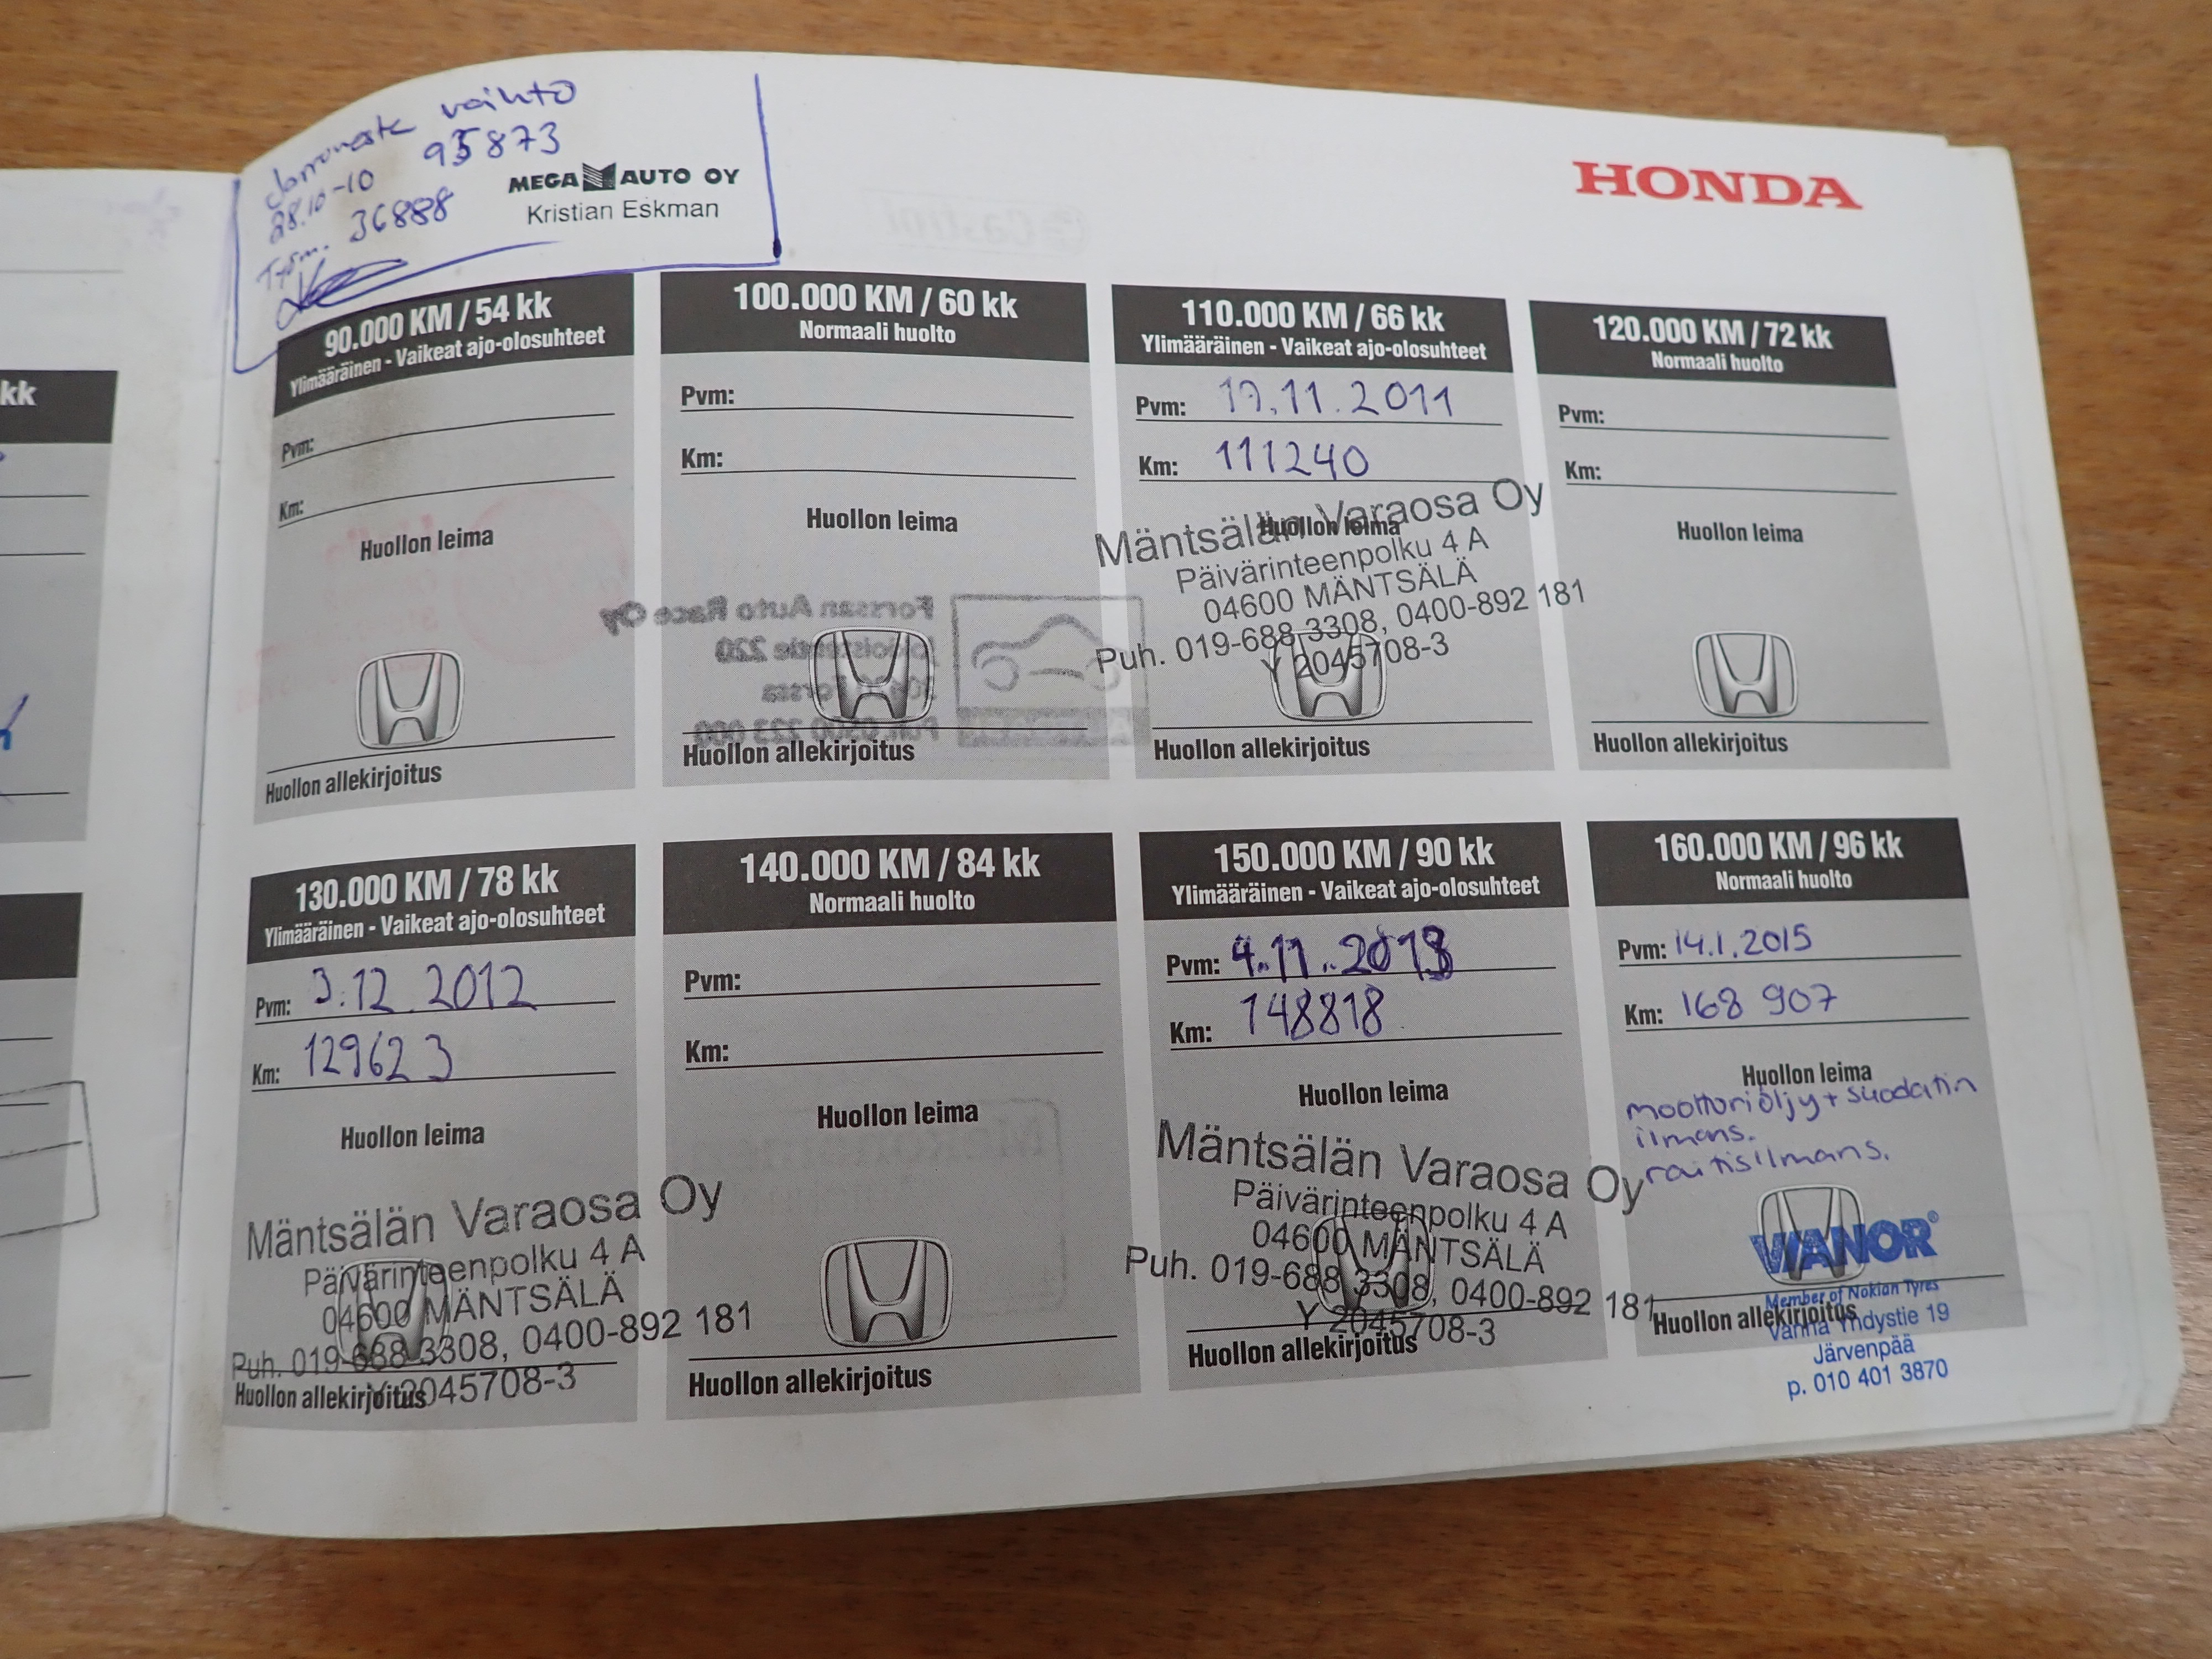 Jarruneste vaihto
28.10-10 95873
Työm. 36888
MEGA AUTO OY
Kristian Eskman
HONDA
kk
90.000 KM / 54 kk
Ylimääräinen - Vaikeat ajo-olosuhteet
Pvm:
Km:
Huollon leima
Huollon allekirjoitus
100.000 KM / 60 kk
Normaali huolto
Pvm:
Km:
Huollon leima
Forssan Auto Race Oy
Huollon allekirjoitus
110.000 KM / 66 kk
Ylimääräinen - Vaikeat ajo-olosuhteet
Pvm: 17.11.2011
Km: 111240
Huollon leima
Mäntsälän Varaosa Oy
Päivärinteenpolku 4 A
04600 MÄNTSÄLÄ
Puh. 019-688 3308, 0400-892 181
Y 2045708-3
Huollon allekirjoitus
120.000 KM / 72 kk
Normaali huolto
Pvm:
Km:
Huollon leima
Huollon allekirjoitus
130.000 KM / 78 kk
Ylimääräinen - Vaikeat ajo-olosuhteet
Pvm: 3.12.2012
Km: 129623
Huollon leima
Mäntsälän Varaosa Oy
Päivärinteenpolku 4 A
04600 MÄNTSÄLÄ
Puh. 019-688 3308, 0400-892 181
Y 2045708-3
Huollon allekirjoitus
140.000 KM / 84 kk
Normaali huolto
Pvm:
Km:
Huollon leima
Huollon allekirjoitus
150.000 KM / 90 kk
Ylimääräinen - Vaikeat ajo-olosuhteet
Pvm: 4.11.2013
Km: 148818
Huollon leima
Mäntsälän Varaosa Oy
Päivärinteenpolku 4 A
04600 MÄNTSÄLÄ
Puh. 019-688 3308, 0400-892 181
Y 2045708-3
Huollon allekirjoitus
160.000 KM / 96 kk
Normaali huolto
Pvm: 14.1.2015
Km: 168 907
Huollon leima
moottoriöljy + suodatin
ilmans.
raitisilmans.
VIANOR
Member of Nokian Tyres
Huollon allekirjoitus
Vanha Yhdystie 19
Järvenpää
p. 010 401 3870